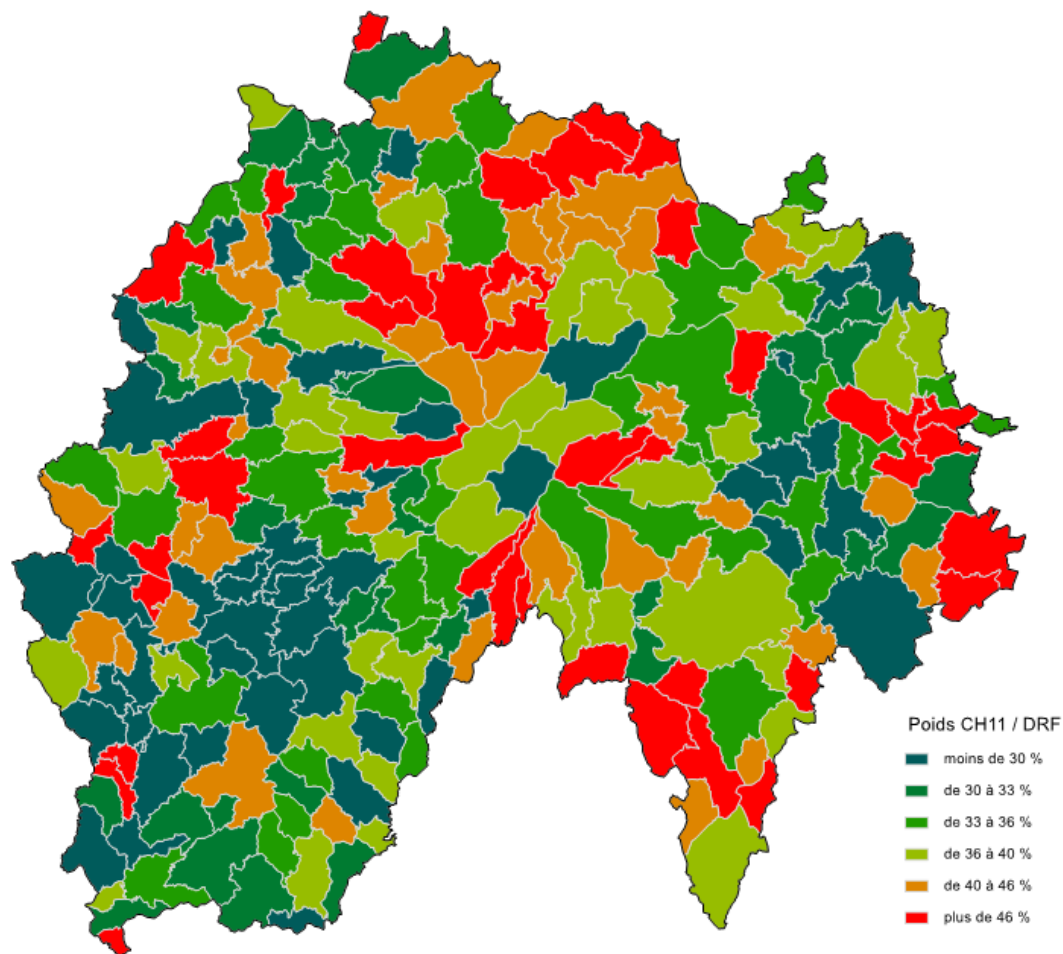 Poids CH11 / DRF
moins de 30 %
de 30 à 33 %
de 33 à 36 %
de 36 à 40 %
de 40 à 46 %
plus de 46 %